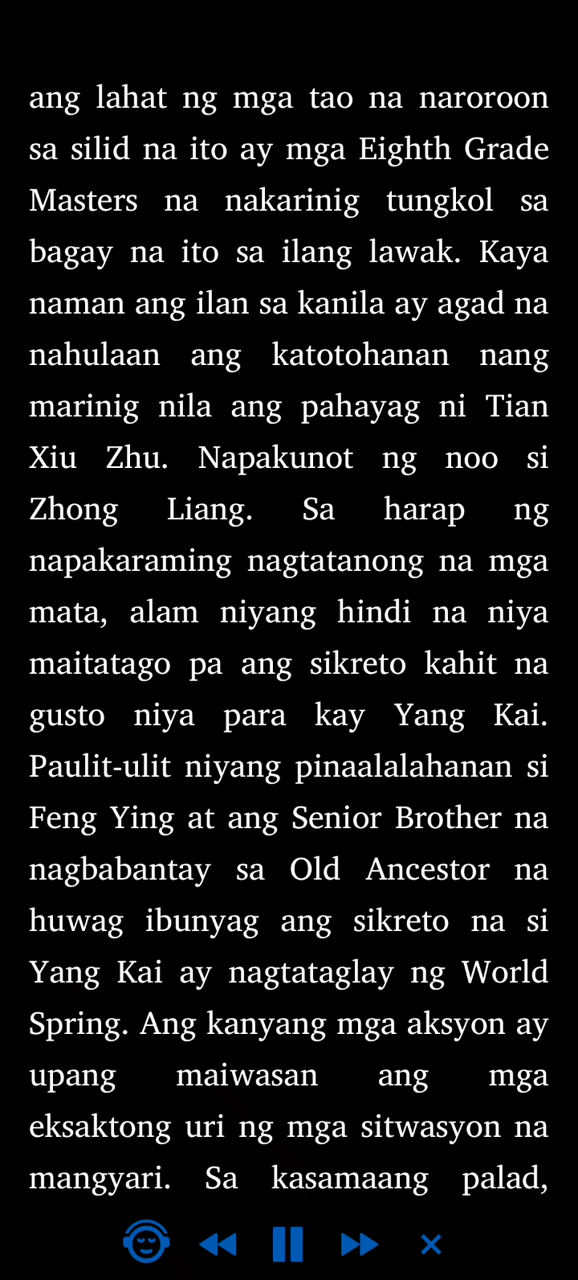 ang lahat ng mga tao na naroroon
sa silid na ito ay mga Eighth Grade
Masters na nakarinig tungkol sa
bagay na ito sa ilang lawak. Kaya
naman ang ilan sa kanila ay agad na
nahulaan ang katotohanan nang
marinig nila ang pahayag ni Tian
Xiu Zhu. Napakunot ng noo si
Zhong Liang. Sa harap ng
napakaraming nagtatanong na mga
mata, alam niyang hindi na niya
maitatago pa ang sikreto kahit na
gusto niya para kay Yang Kai.
Paulit-ulit niyang pinaalalahanan si
Feng Ying at ang Senior Brother na
nagbabantay sa Old Ancestor na
huwag ibunyag ang sikreto na si
Yang Kai ay nagtataglay ng World
Spring. Ang kanyang mga aksyon ay
upang maiwasan ang mga
eksaktong uri ng mga sitwasyon na
mangyari. Sa kasamaang palad,